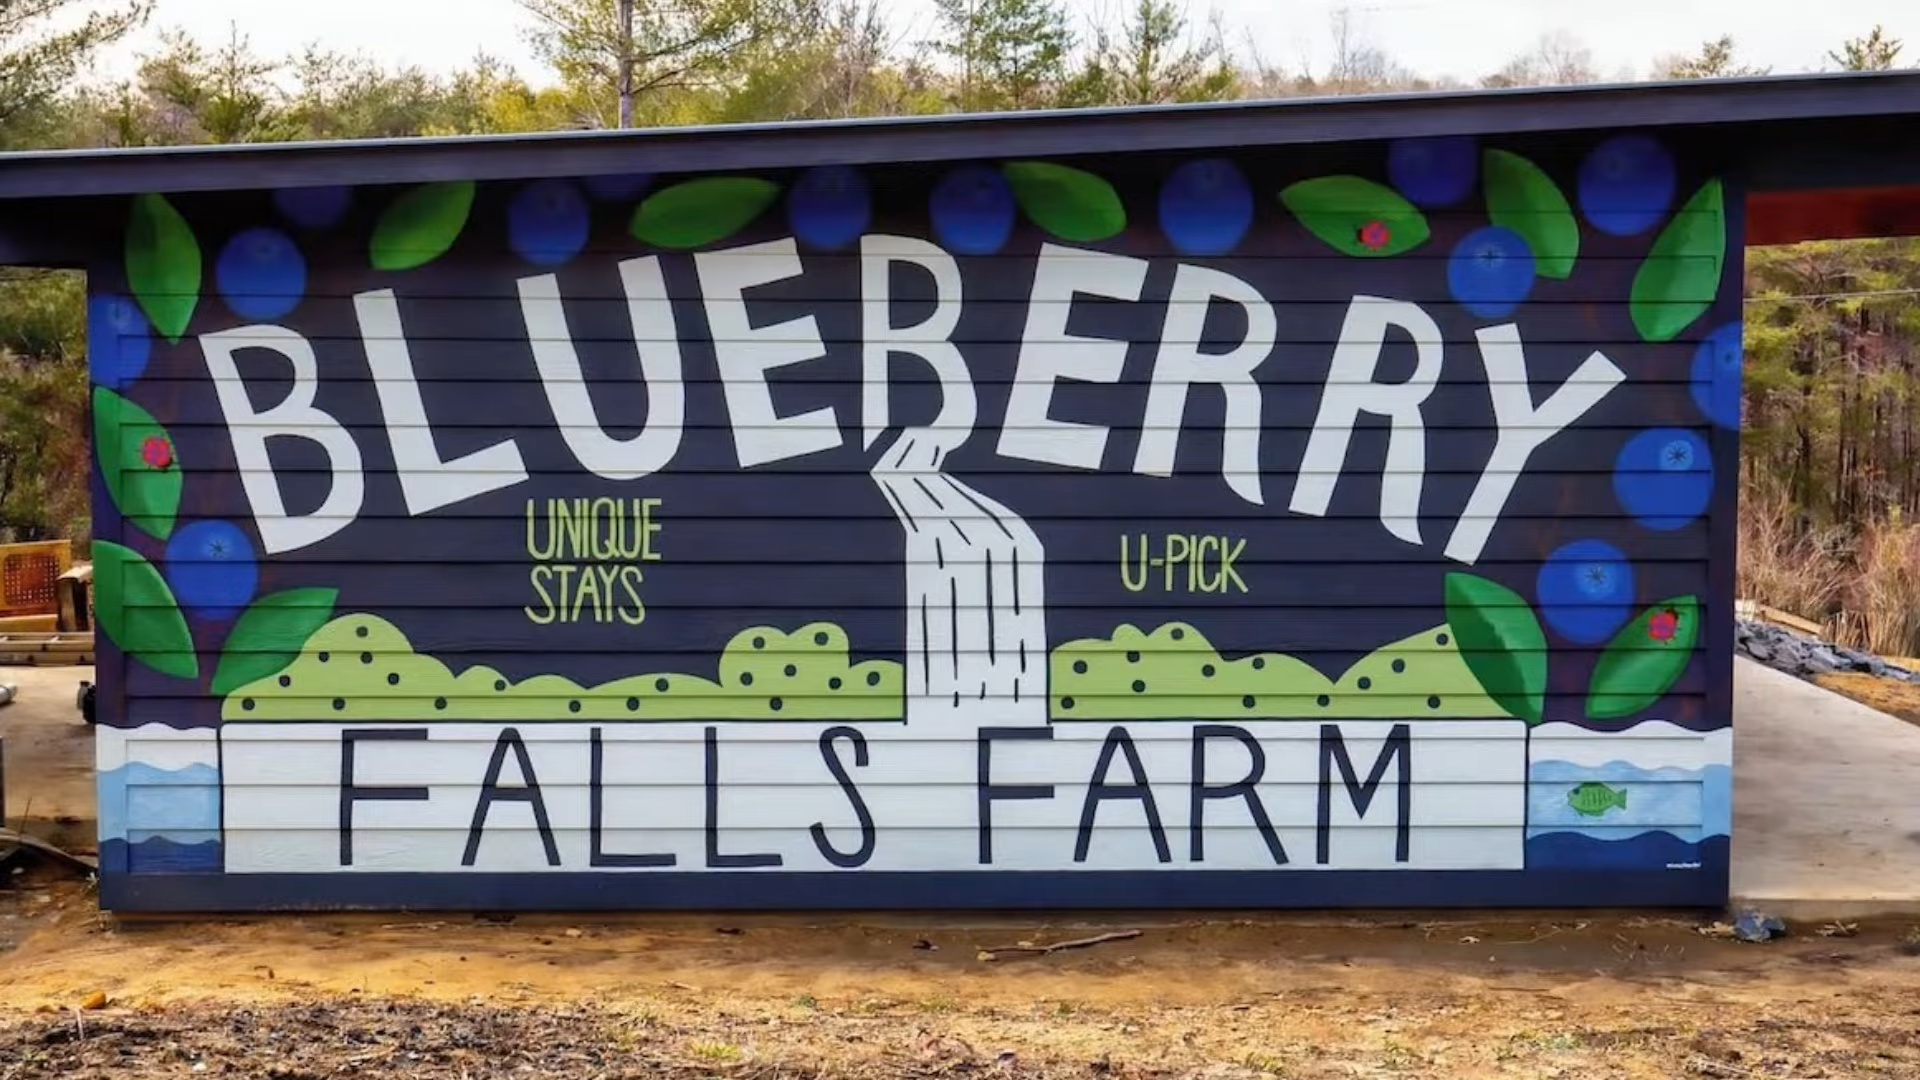 BLUEBERRY
UNIQUE
STAYS
U-PICK
FALLS FARM